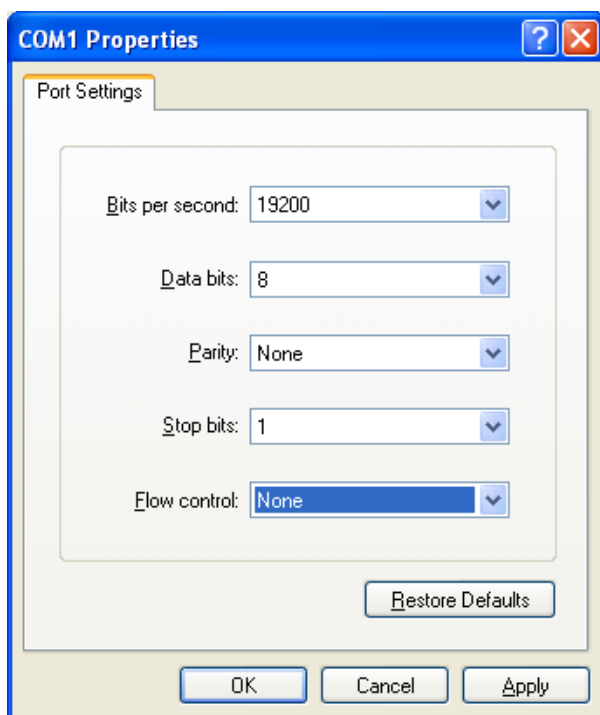 COM1 Properties
Port Settings
Bits per second: 19200
Data bits: 8
Parity: None
Stop bits: 1
Flow control: None
Restore Defaults
OK Cancel Apply